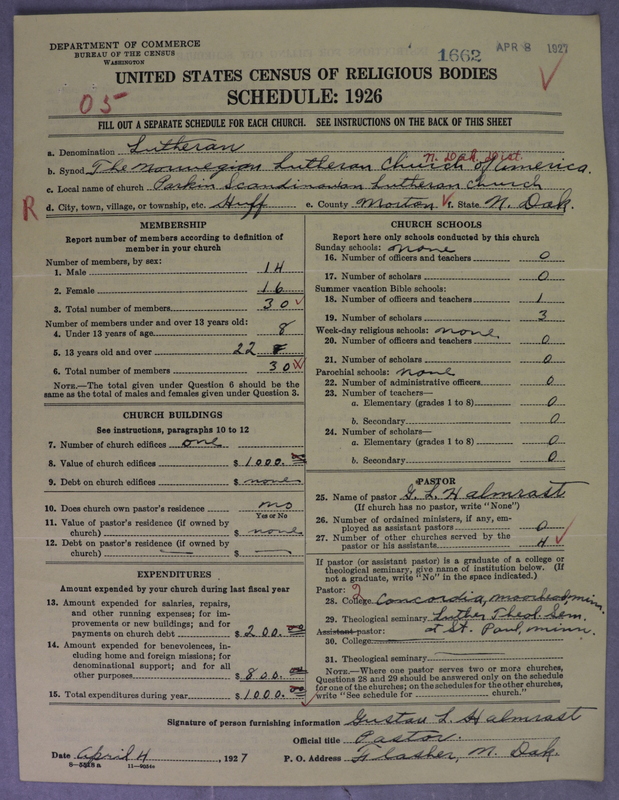 DEPARTMENT OF COMMERCE
BUREAU OF THE CENSUS
WASHINGTON
1662
APR 8 1927
UNITED STATES CENSUS OF RELIGIOUS BODIES
SCHEDULE: 1926
05
FILL OUT A SEPARATE SCHEDULE FOR EACH CHURCH. SEE INSTRUCTIONS ON THE BACK OF THIS SHEET
a. Denomination Lutheran
N. Dak. Dist.
b. Synod The Norwegian Lutheran Church of America.
c. Local name of church Parkin Scandinavian Lutheran Church
R
d. City, town, village, or township, etc. Huff e. County Morton f. State N. Dak.
MEMBERSHIP
Report number of members according to definition of member in your church
Number of members, by sex:
1. Male 14
2. Female 16
3. Total number of members 30
Number of members under and over 13 years old:
4. Under 13 years of age 8
5. 13 years old and over 22
6. Total number of members 30
NOTE.—The total given under Question 6 should be the
same as the total of males and females given under Question 3.
CHURCH BUILDINGS
See instructions, paragraphs 10 to 12
7. Number of church edifices one
8. Value of church edifices $ 1000.00
9. Debt on church edifices $ none
10. Does church own pastor's residence no
Yes or No
11. Value of pastor's residence (if owned by
church) $ none
12. Debt on pastor's residence (if owned by
church) — $ —
EXPENDITURES
Amount expended by your church during last fiscal year
13. Amount expended for salaries, repairs,
and other running expenses; for im-
provements or new buildings; and for
payments on church debt $ 200.00
14. Amount expended for benevolences, in-
cluding home and foreign missions; for
denominational support; and for all
other purposes $ 800.00
15. Total expenditures during year $ 1000.00
CHURCH SCHOOLS
Report here only schools conducted by this church
Sunday schools: none
16. Number of officers and teachers 0
17. Number of scholars 0
Summer vacation Bible schools:
18. Number of officers and teachers 1
19. Number of scholars 3
Week-day religious schools: none
20. Number of officers and teachers 0
21. Number of scholars 0
Parochial schools: none
22. Number of administrative officers 0
23. Number of teachers—
a. Elementary (grades 1 to 8) 0
b. Secondary 0
24. Number of scholars—
a. Elementary (grades 1 to 8) 0
b. Secondary 0
PASTOR
25. Name of pastor G. L. Halmrast
(If church has no pastor, write "None")
26. Number of ordained ministers, if any, em-
ployed as assistant pastors 0
27. Number of other churches served by the
pastor or his assistants 4
If pastor (or assistant pastor) is a graduate of a college or
theological seminary, give name of institution below. (If
not a graduate, write "No" in the space indicated.)
Pastor: 2
28. College Concordia, Moorhead, Minn.
29. Theological seminary Luther Theol. Sem.
Assistant pastor: at St. Paul, Minn.
30. College
31. Theological seminary
NOTE.—Where one pastor serves two or more churches,
Questions 28 and 29 should be answered only on the schedule
for one of the churches; on the schedules for the other churches,
write "See schedule for church."
Signature of person furnishing information Gustav L. Halmrast
Official title Pastor.
Date April 4, 1927 P. O. Address Flasher, N. Dak.
8—5318a 11—9024a